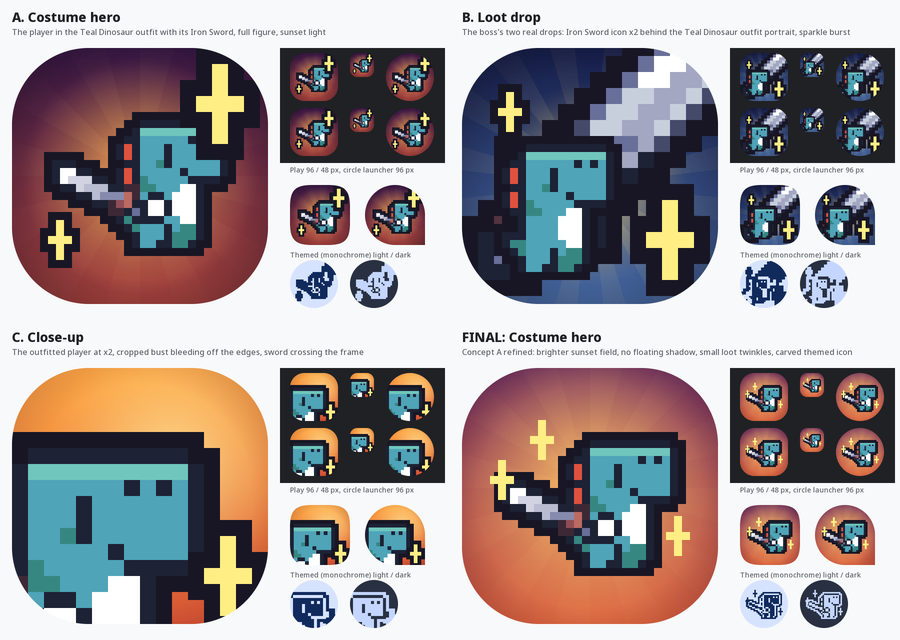 A. Costume hero
The player in the Teal Dinosaur outfit with its Iron Sword, full figure, sunset light
Play 96 / 48 px, circle launcher 96 px
Themed (monochrome) light / dark
B. Loot drop
The boss's two real drops: Iron Sword icon x2 behind the Teal Dinosaur outfit portrait, sparkle burst
Play 96 / 48 px, circle launcher 96 px
Themed (monochrome) light / dark
C. Close-up
The outfitted player at x2, cropped bust bleeding off the edges, sword crossing the frame
Play 96 / 48 px, circle launcher 96 px
Themed (monochrome) light / dark
FINAL: Costume hero
Concept A refined: brighter sunset field, no floating shadow, small loot twinkles, carved themed icon
Play 96 / 48 px, circle launcher 96 px
Themed (monochrome) light / dark